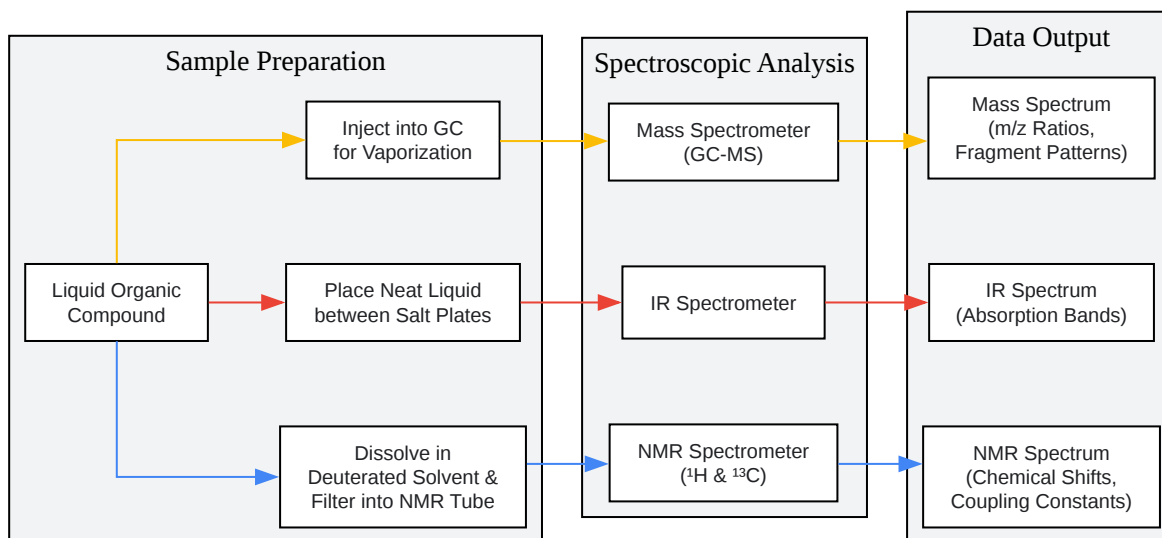 Sample Preparation
Inject into GC
for Vaporization
Liquid Organic
Compound
Place Neat Liquid
between Salt Plates
Dissolve in
Deuterated Solvent &
Filter into NMR Tube
Spectroscopic Analysis
Mass Spectrometer
(GC-MS)
IR Spectrometer
NMR Spectrometer
(¹H & ¹³C)
Data Output
Mass Spectrum
(m/z Ratios,
Fragment Patterns)
IR Spectrum
(Absorption Bands)
NMR Spectrum
(Chemical Shifts,
Coupling Constants)